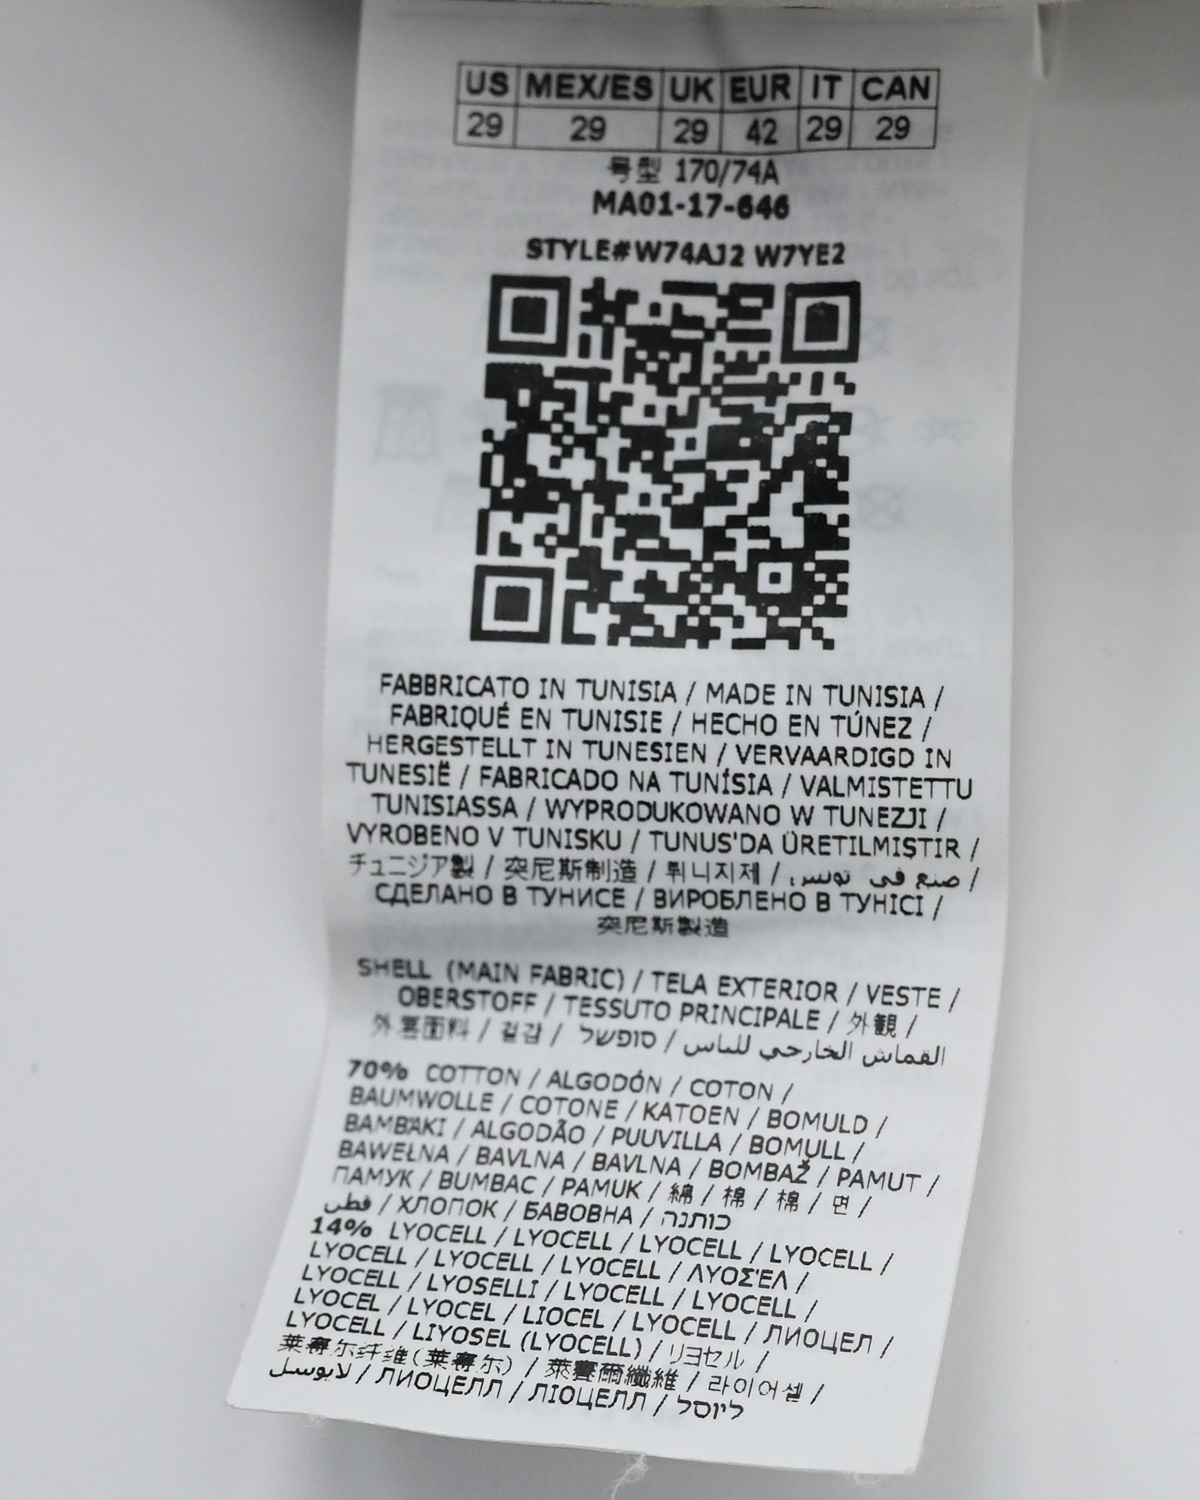 US MEX/ES UK EUR IT CAN
29 29 29 42 29 29
号型 170/74A
MA01-17-646
STYLE#W74AJ2 W7YE2
FABBRICATO IN TUNISIA / MADE IN TUNISIA /
FABRIQUÉ EN TUNISIE / HECHO EN TÚNEZ /
HERGESTELLT IN TUNESIEN / VERVAARDIGD IN
TUNESIË / FABRICADO NA TUNÍSIA / VALMISTETTU
TUNISIASSA / WYPRODUKOWANO W TUNEZJI /
VYROBENO V TUNISKU / TUNUS'DA ÜRETILMIŞTIR /
チュニジア製 / 突尼斯制造 / 튀니지제 / صنع في تونس /
СДЕЛАНО В ТУНИСЕ / ВИРОБЛЕНО В ТУНІСІ /
突尼斯製造
SHELL (MAIN FABRIC) / TELA EXTERIOR / VESTE /
OBERSTOFF / TESSUTO PRINCIPALE / 外観 /
外套面料 / 겉감 / סופשל / القماش الخارجي للباس
70% COTTON / ALGODÓN / COTON /
BAUMWOLLE / COTONE / KATOEN / BOMULD /
ΒΑΜΒΆΚΙ / ALGODÃO / PUUVILLA / BOMULL /
BAWEŁNA / BAVLNA / BAVLNA / BOMBAŽ / PAMUT /
ПАМУК / BUMBAC / PAMUK / 綿 / 棉 / 棉 / 면 /
قطن / ХЛОПОК / БАВОВНА / כותנה
14% LYOCELL / LYOCELL / LYOCELL / LYOCELL /
LYOCELL / LYOCELL / LYOCELL / ΛΥΟΣΈΛ /
LYOCELL / LYOSELLI / LYOCELL / LYOCELL /
LYOCEL / LYOCEL / LIOCEL / LYOCELL / ЛИОЦЕЛ /
LYOCELL / LIYOSEL (LYOCELL) / リヨセル /
莱赛尔纤维(莱赛尔) / 萊賽爾纖維 / 라이어셀 /
لايوسل / ЛИОЦЕЛЛ / ЛІОЦЕЛЛ / ליוסל